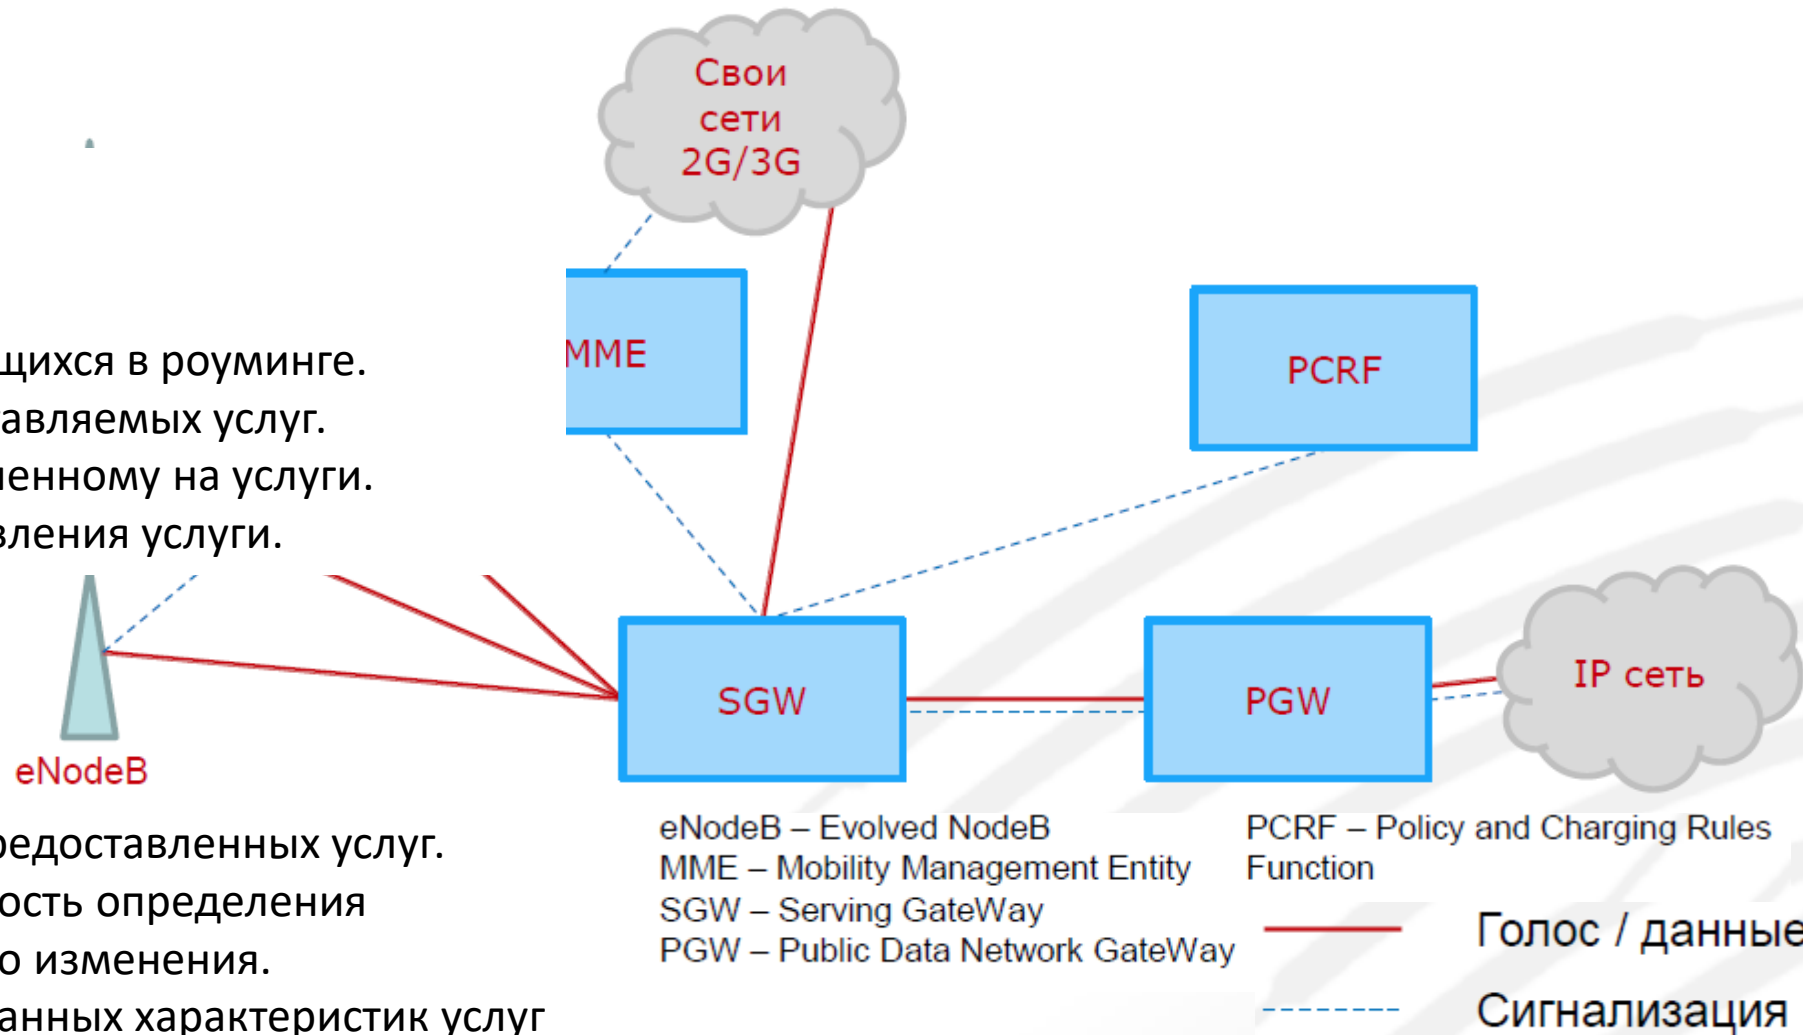 Свои
сети
2G/3G
MME
PCRF
щихся в роуминге.
авляемых услуг.
ленному на услуги.
вления услуги.
SGW
PGW
IP сеть
eNodeB
редоставленных услуг.
ость определения
о изменения.
анных характеристик услуг
eNodeB – Evolved NodeB
MME – Mobility Management Entity
SGW – Serving GateWay
PGW – Public Data Network GateWay
PCRF – Policy and Charging Rules
Function
Голос / данные
Сигнализация